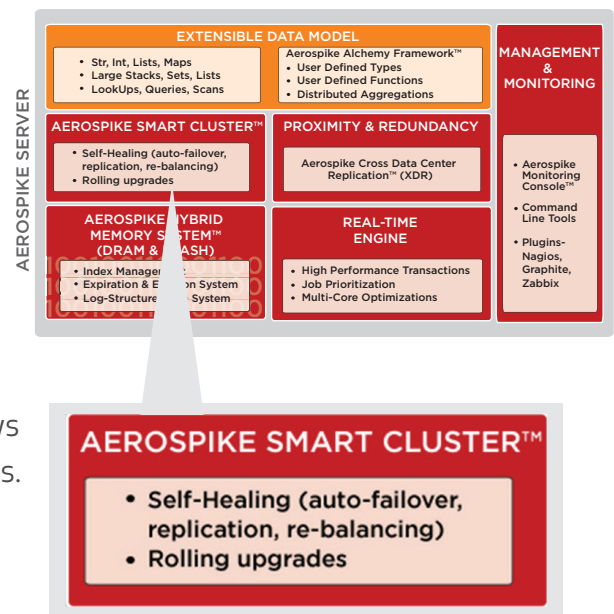 AEROSPIKE SERVER
EXTENSIBLE DATA MODEL
• Str, Int, Lists, Maps
• Large Stacks, Sets, Lists
• LookUps, Queries, Scans
Aerospike Alchemy Framework™
• User Defined Types
• User Defined Functions
• Distributed Aggregations
MANAGEMENT
&
MONITORING
• Aerospike
Monitoring
Console™
• Command
Line Tools
• Plugins-
Nagios,
Graphite,
Zabbix
AEROSPIKE SMART CLUSTER™
• Self-Healing (auto-failover,
replication, re-balancing)
• Rolling upgrades
PROXIMITY & REDUNDANCY
Aerospike Cross Data Center
Replication™ (XDR)
AEROSPIKE HYBRID
MEMORY SYSTEM™
(DRAM &
• Index
• Expiration & System
• System
REAL-TIME
ENGINE
• High Performance Transactions
• Job Prioritization
• Multi-Core Optimizations
ws
s.
AEROSPIKE SMART CLUSTER™
• Self-Healing (auto-failover,
replication, re-balancing)
• Rolling upgrades